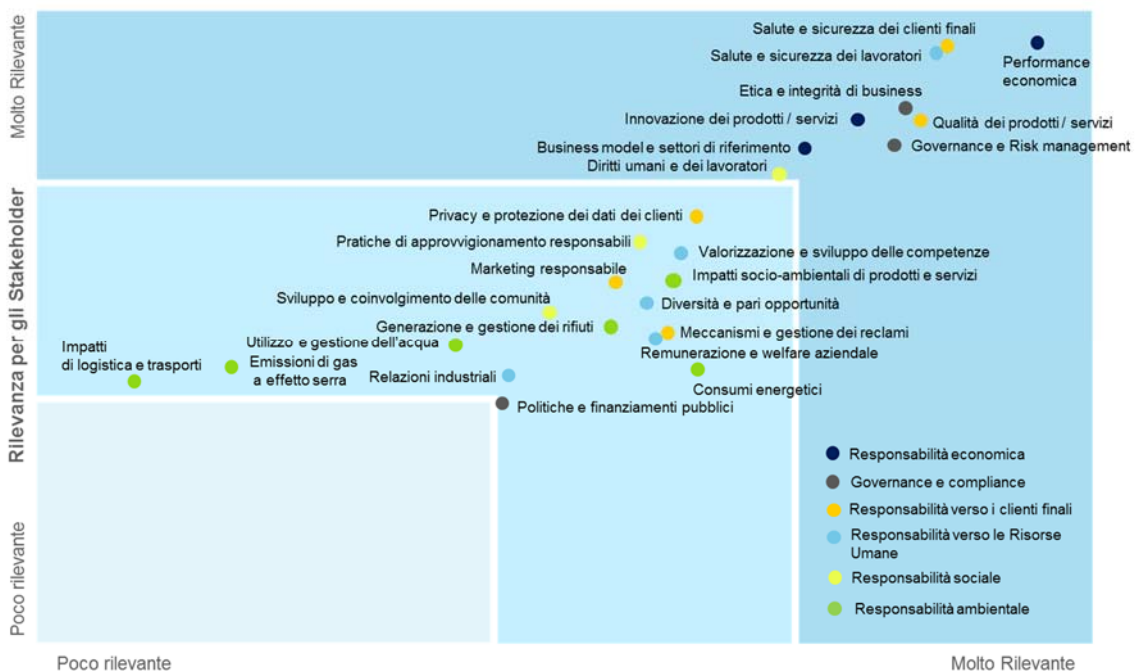 Molto Rilevante
Rilevanza per gli Stakeholder
Poco rilevante
Salute e sicurezza dei clienti finali
Salute e sicurezza dei lavoratori
Performance
economica
Etica e integrità di business
Innovazione dei prodotti / servizi
Qualità dei prodotti / servizi
Business model e settori di riferimento
Governance e Risk management
Diritti umani e dei lavoratori
Privacy e protezione dei dati dei clienti
Pratiche di approvvigionamento responsabili
Valorizzazione e sviluppo delle competenze
Marketing responsabile
Impatti socio-ambientali di prodotti e servizi
Sviluppo e coinvolgimento delle comunità
Diversità e pari opportunità
Generazione e gestione dei rifiuti
Meccanismi e gestione dei reclami
Utilizzo e gestione dell'acqua
Remunerazione e welfare aziendale
Impatti
di logistica e trasporti
Emissioni di gas
a effetto serra
Relazioni industriali
Consumi energetici
Politiche e finanziamenti pubblici
Responsabilità economica
Governance e compliance
Responsabilità verso i clienti finali
Responsabilità verso le Risorse
Umane
Responsabilità sociale
Responsabilità ambientale
Poco rilevante
Molto Rilevante